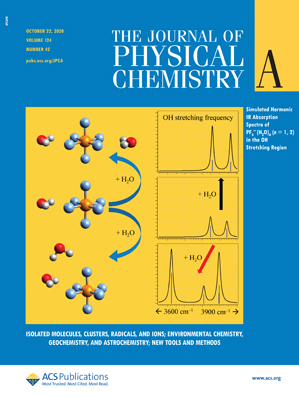 OCTOBER 22, 2020
VOLUME 124
NUMBER 42
pubs.acs.org/JPCA
THE JOURNAL OF
PHYSICAL
CHEMISTRY
A
Simulated Harmonic
IR Absorption
Spectra of
PF₆⁻(H₂O)ₙ (n = 1, 2)
in the OH
Stretching Region
OH stretching frequency
+ H₂O
+ H₂O
+ H₂O
+ H₂O
← 3600 cm⁻¹ 3900 cm⁻¹ →
ISOLATED MOLECULES, CLUSTERS, RADICALS, AND IONS; ENVIRONMENTAL CHEMISTRY,
GEOCHEMISTRY, AND ASTROCHEMISTRY; NEW TOOLS AND METHODS
ACS Publications
Most Trusted. Most Cited. Most Read.
www.acs.org